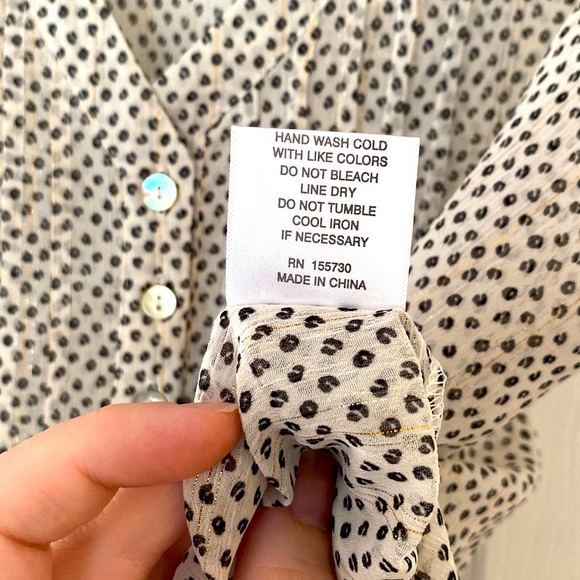 HAND WASH COLD
WITH LIKE COLORS
DO NOT BLEACH
LINE DRY
DO NOT TUMBLE
COOL IRON
IF NECESSARY
RN 155730
MADE IN CHINA